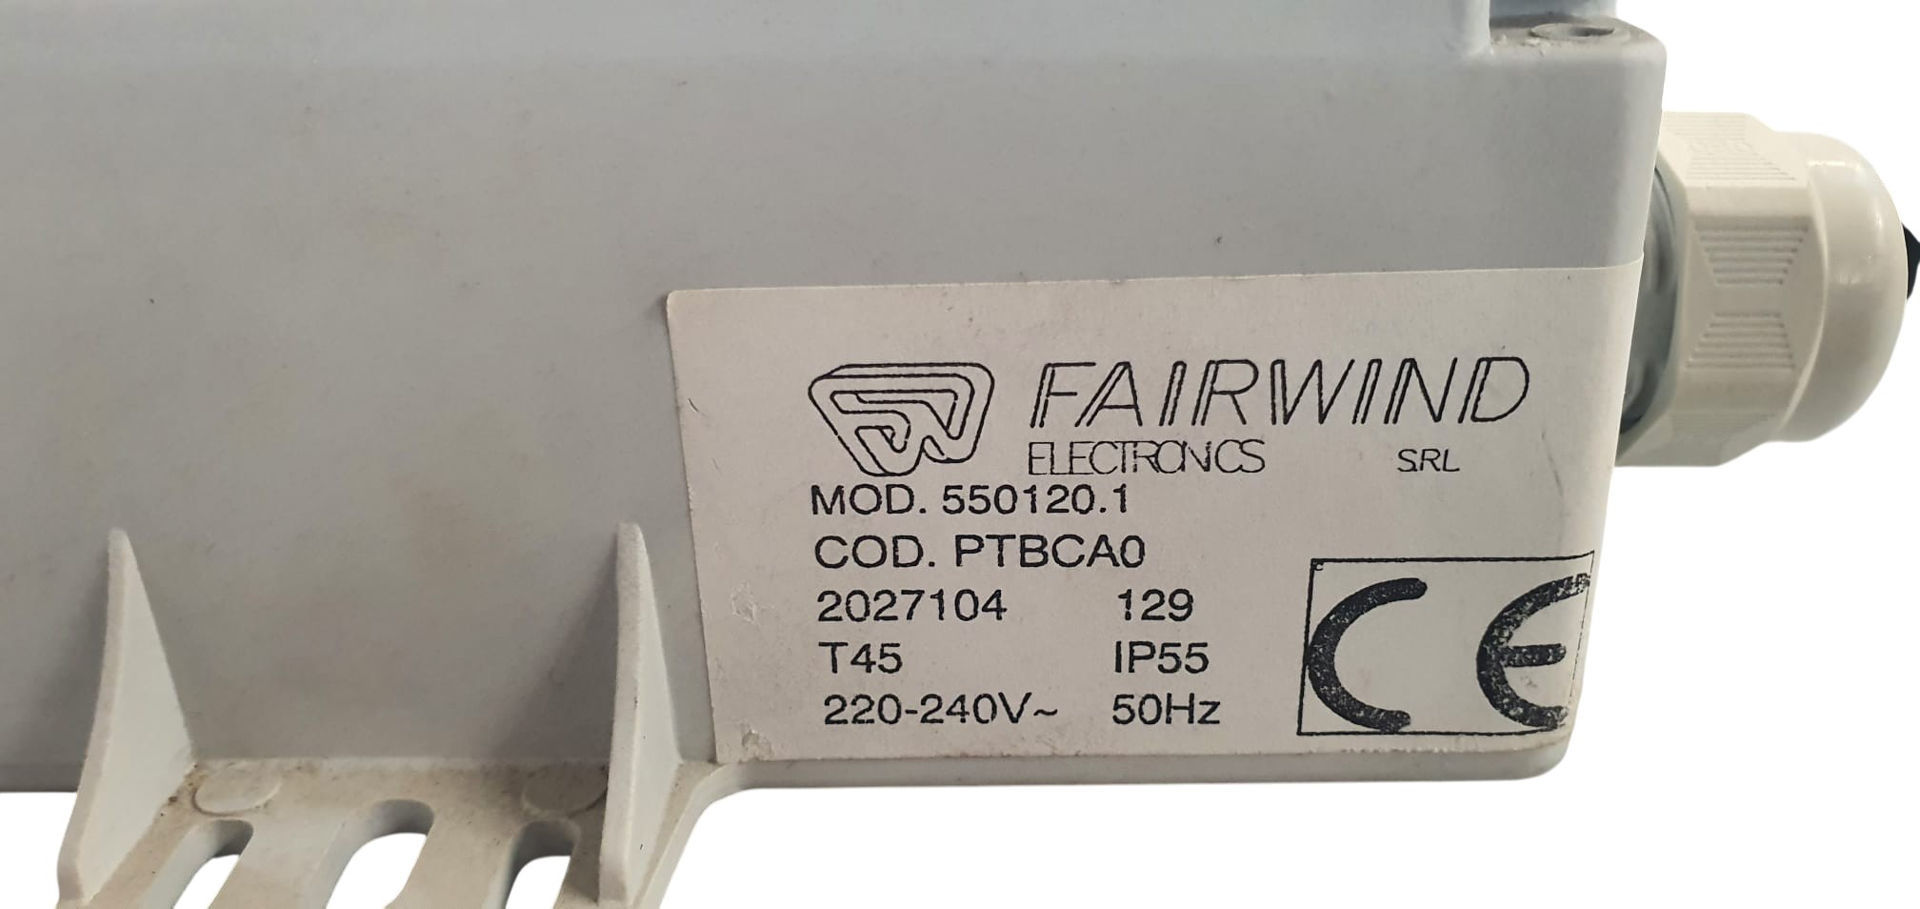 FAIRWIND
ELECTRONICS SRL
MOD. 550120.1
COD. PTBCA0
2027104 129
T45 IP55
220-240V~ 50Hz
CE